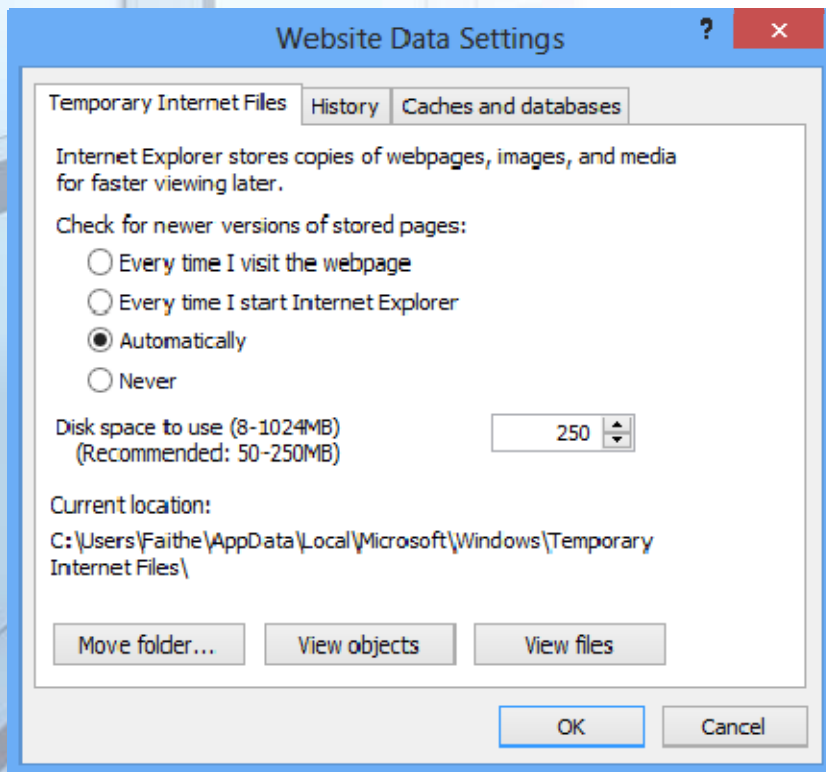 Website Data Settings
?
Temporary Internet Files
History
Caches and databases
Internet Explorer stores copies of webpages, images, and media
for faster viewing later.
Check for newer versions of stored pages:
Every time I visit the webpage
Every time I start Internet Explorer
Automatically
Never
Disk space to use (8-1024MB)
(Recommended: 50-250MB)
250
Current location:
C:\Users\Faithe\AppData\Local\Microsoft\Windows\Temporary
Internet Files\
Move folder...
View objects
View files
OK
Cancel